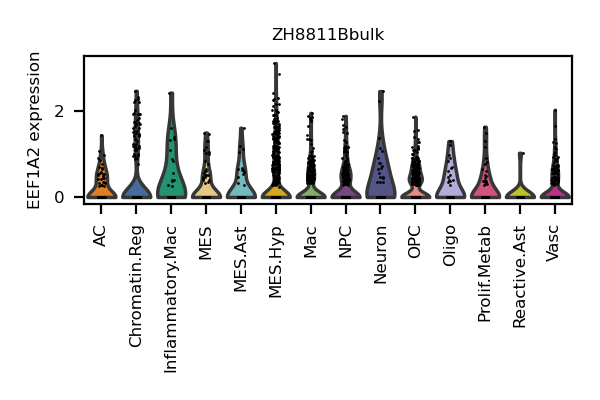 ZH8811Bbulk
EEF1A2 expression
2
0
AC
Chromatin.Reg
Inflammatory.Mac
MES
MES.Ast
MES.Hyp
Mac
NPC
Neuron
OPC
Oligo
Prolif.Metab
Reactive.Ast
Vasc